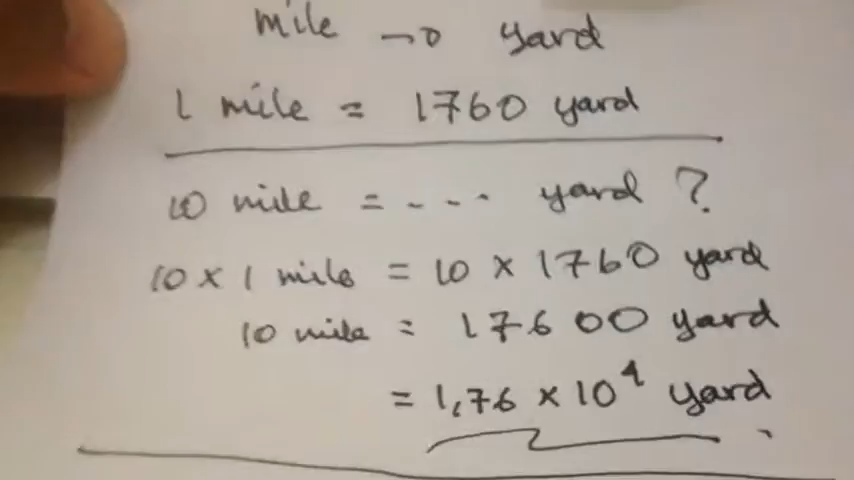 mile → yard
1 mile = 1760 yard
10 mile = - - - - yard ?
10 x 1 mile = 10 x 1760 yard
10 mile = 17600 yard
= 1,76 x 10⁴ yard